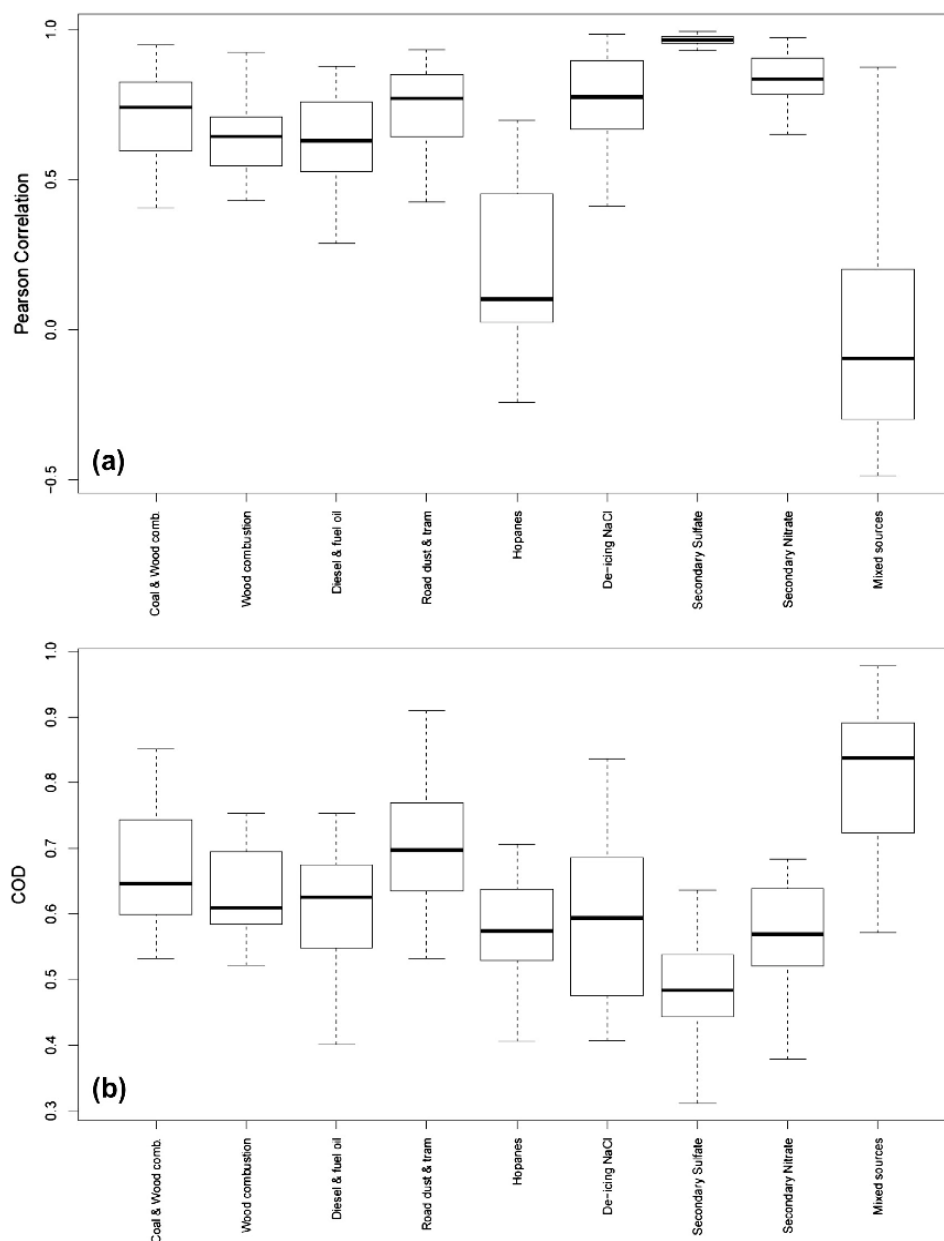 1.0
0.5
0.0
−0.5
Pearson Correlation
(a)
Coal & Wood comb.
Wood combustion
Diesel & fuel oil
Road dust & tram
Hopanes
De−icing NaCl
Secondary Sulfate
Secondary Nitrate
Mixed sources
1.0
0.9
0.8
0.7
0.6
0.5
0.4
0.3
COD
(b)
Coal & Wood comb.
Wood combustion
Diesel & fuel oil
Road dust & tram
Hopanes
De−icing NaCl
Secondary Sulfate
Secondary Nitrate
Mixed sources